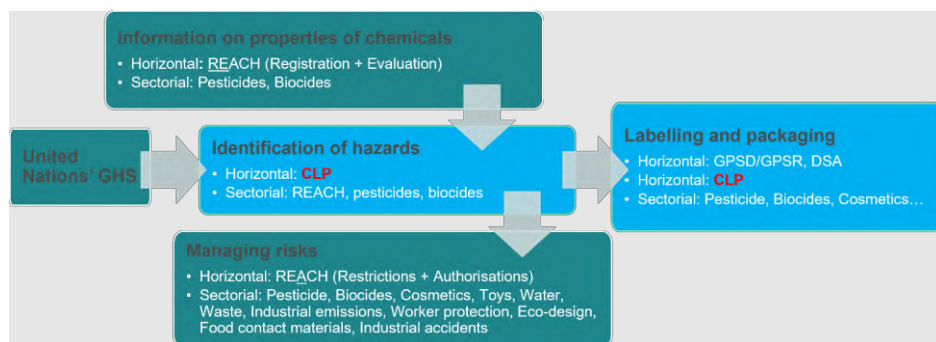 Information on properties of chemicals
• Horizontal: REACH (Registration + Evaluation)
• Sectorial: Pesticides, Biocides
United
Nations' GHS
Identification of hazards
• Horizontal: CLP
• Sectorial: REACH, pesticides, biocides
Labelling and packaging
• Horizontal: GPSD/GPSR, DSA
• Horizontal: CLP
• Sectorial: Pesticide, Biocides, Cosmetics…
Managing risks
• Horizontal: REACH (Restrictions + Authorisations)
• Sectorial: Pesticide, Biocides, Cosmetics, Toys, Water,
Waste, Industrial emissions, Worker protection, Eco-design,
Food contact materials, Industrial accidents